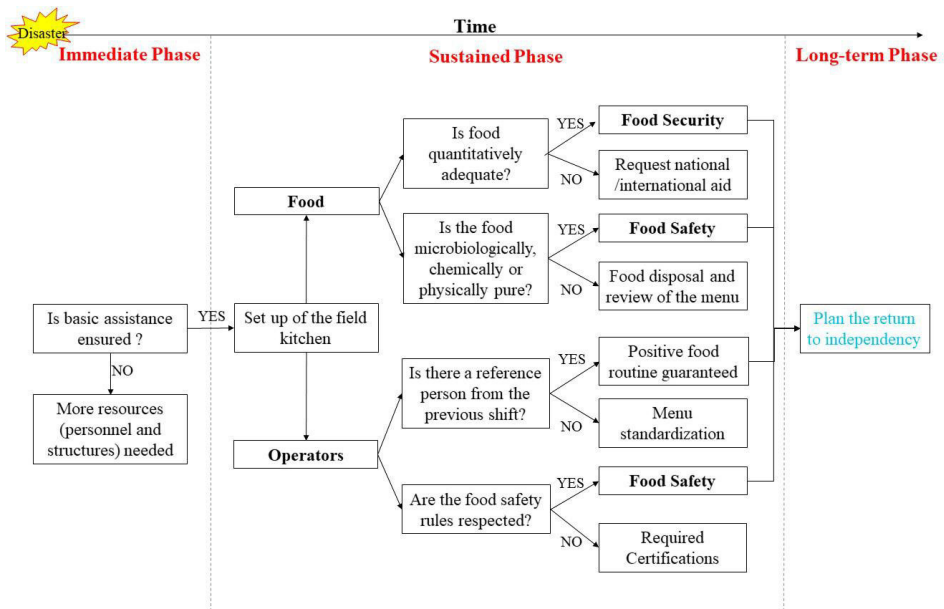 Time
Disaster
Immediate Phase
Sustained Phase
Long-term Phase
Is basic assistance
ensured ?
YES
NO
More resources
(personnel and
structures) needed
Set up of the field
kitchen
Food
Is food
quantitatively
adequate?
YES
Food Security
NO
Request national
/international aid
Is the food
microbiologically,
chemically or
physically pure?
YES
Food Safety
NO
Food disposal and
review of the menu
Operators
Is there a reference
person from the
previous shift?
YES
Positive food
routine guaranteed
NO
Menu
standardization
Are the food safety
rules respected?
YES
Food Safety
NO
Required
Certifications
Plan the return
to independency